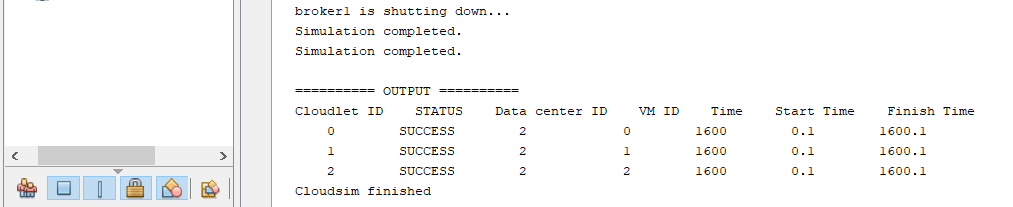 broker1 is shutting down...
Simulation completed.
Simulation completed.
========== OUTPUT ==========
Cloudlet ID    STATUS    Data center ID    VM ID    Time    Start Time    Finish Time
0    SUCCESS    2    0    1600    0.1    1600.1
1    SUCCESS    2    1    1600    0.1    1600.1
2    SUCCESS    2    2    1600    0.1    1600.1
Cloudsim finished